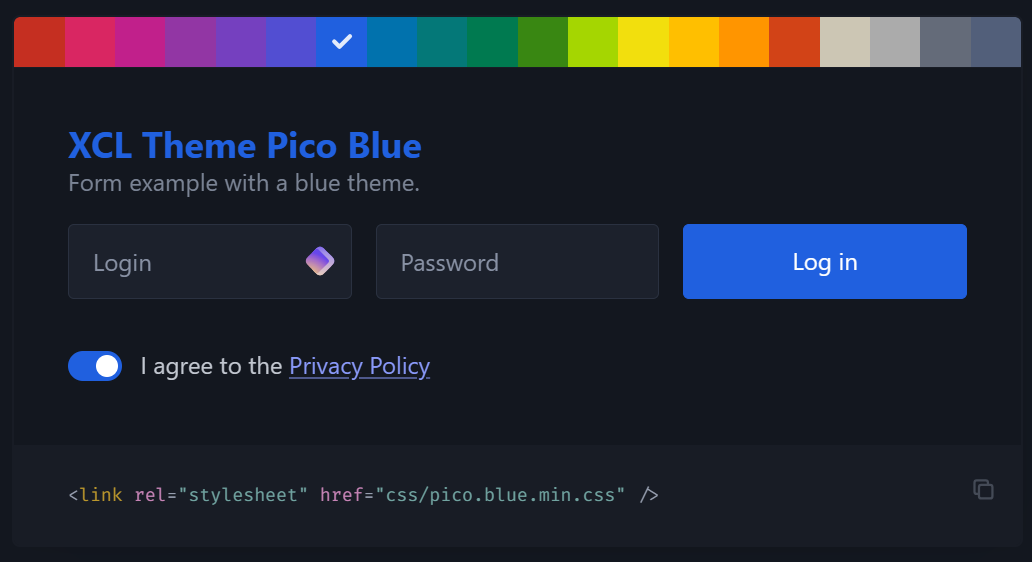 XCL Theme Pico Blue
Form example with a blue theme.
Login
Password
Log in
I agree to the Privacy Policy
<link rel="stylesheet" href="css/pico.blue.min.css" />